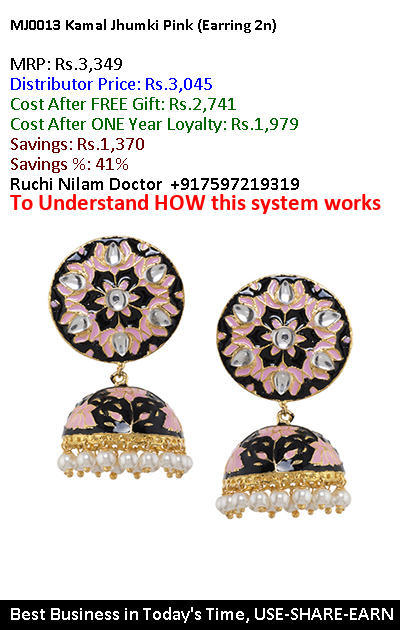 MJ0013 Kamal Jhumki Pink (Earring 2n)
MRP: Rs.3,349
Distributor Price: Rs.3,045
Cost After FREE Gift: Rs.2,741
Cost After ONE Year Loyalty: Rs.1,979
Savings: Rs.1,370
Savings %: 41%
Ruchi Nilam Doctor +917597219319
To Understand HOW this system works
Best Business in Today's Time, USE-SHARE-EARN